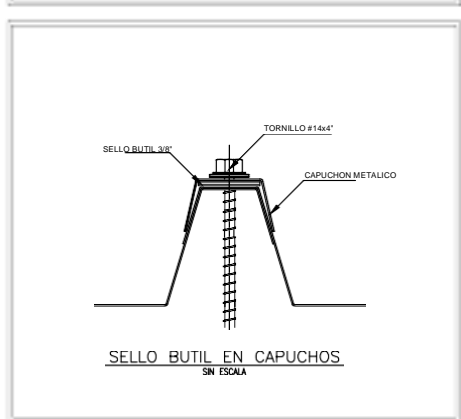 TORNILLO #14x4"
SELLO BUTIL 3/8"
CAPUCHON METALICO
SELLO BUTIL EN CAPUCHOS
SIN ESCALA